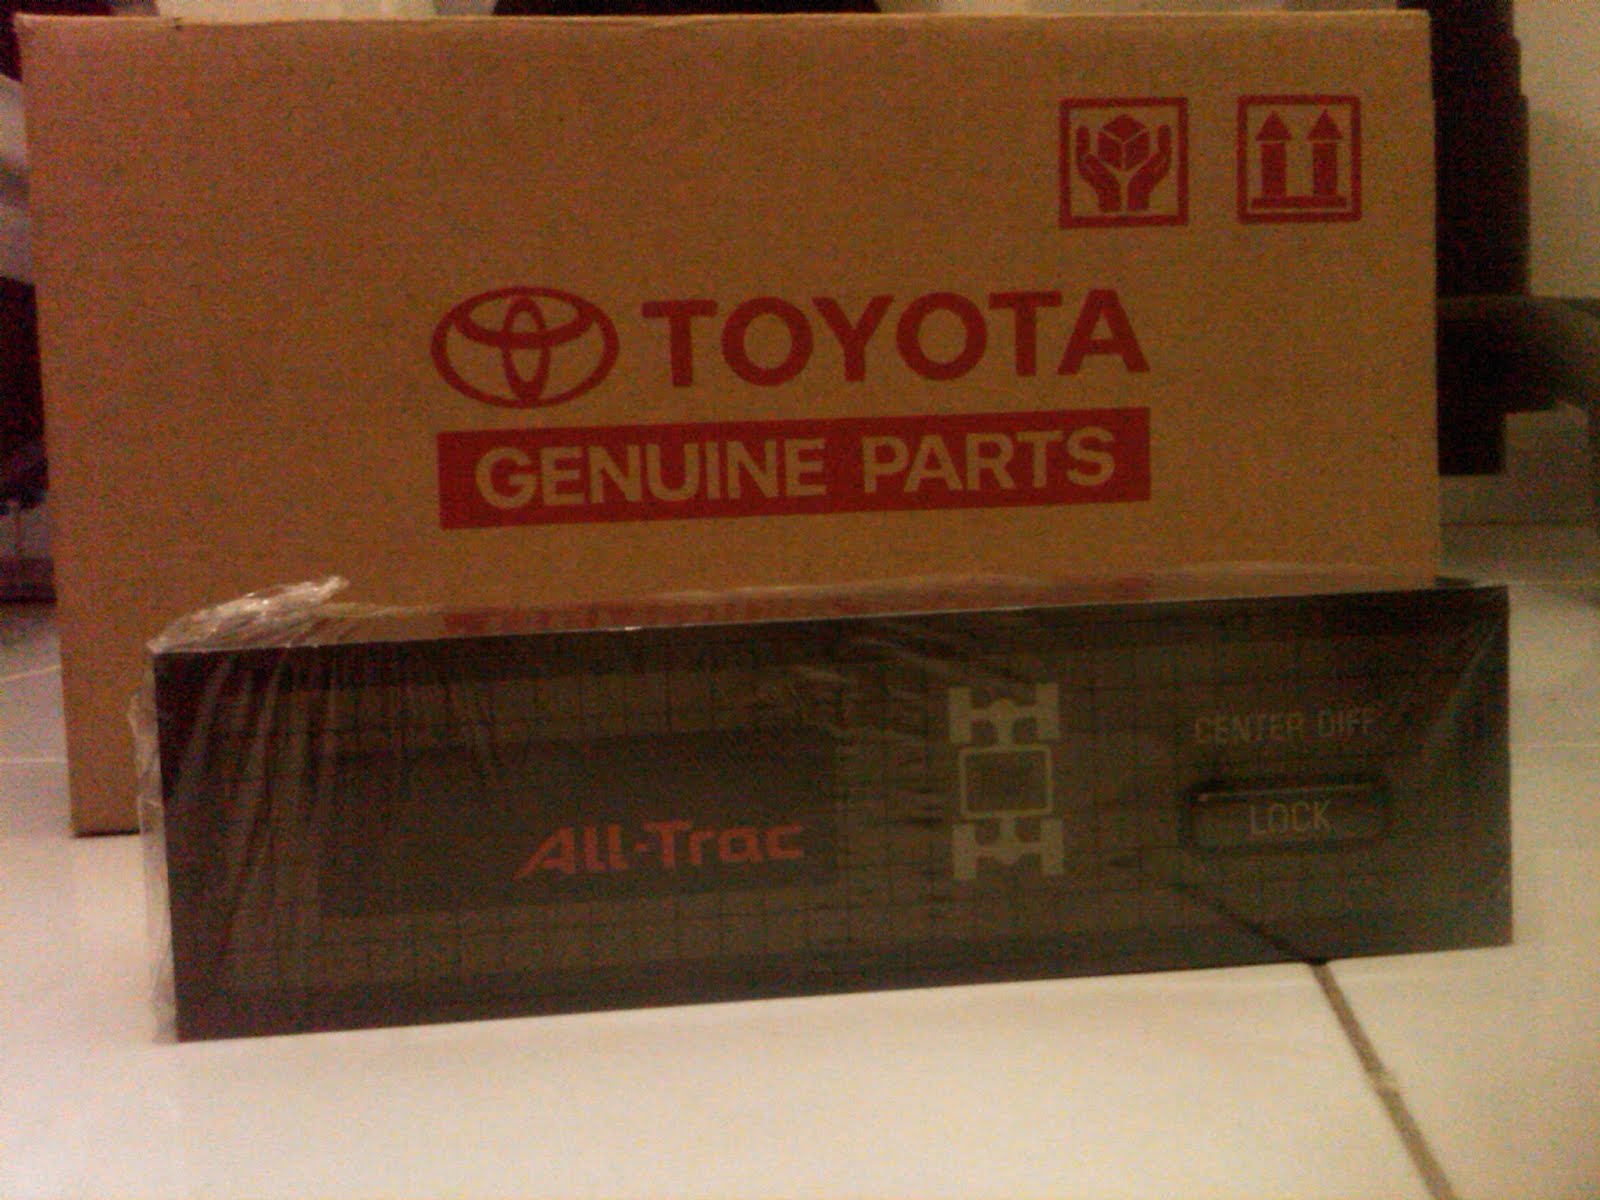 TOYOTA
GENUINE PARTS
All-Trac
CENTER DIFF
LOCK